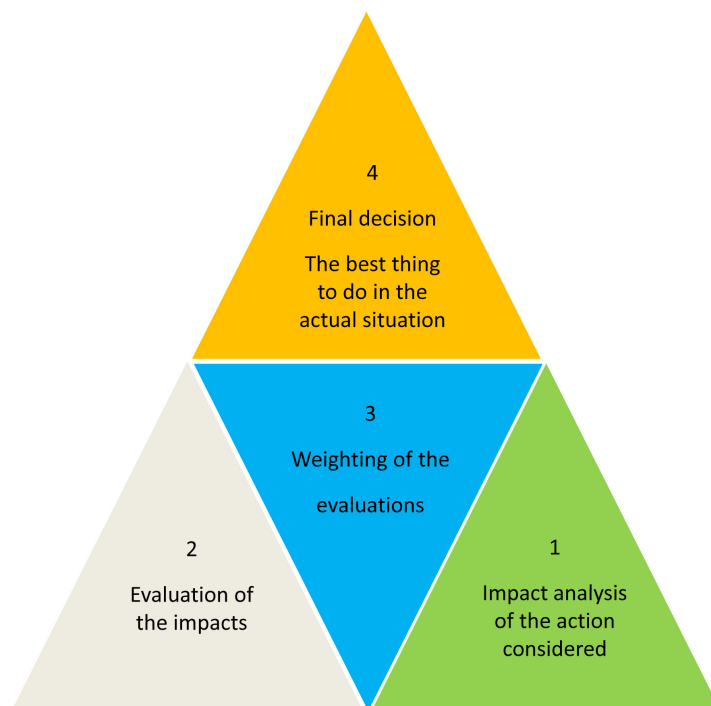 4
Final decision
The best thing
to do in the
actual situation
3
Weighting of the
evaluations
2
Evaluation of
the impacts
1
Impact analysis
of the action
considered